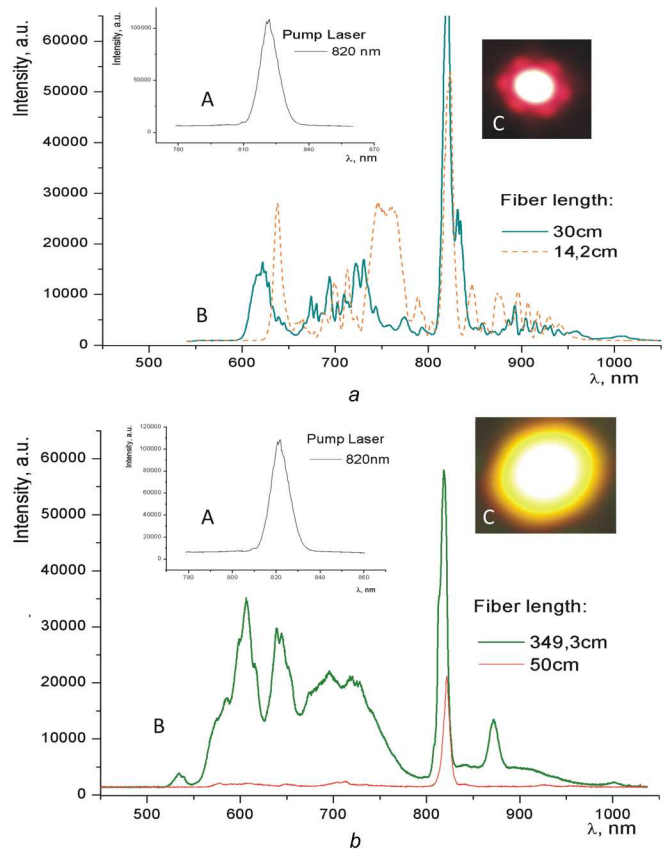 a
Intensity, a.u.
60000
50000
40000
30000
20000
10000
0
Intensity, a.u.
100000
50000
0
780
810
840
870
λ, nm
Pump Laser
820 nm
A
C
Fiber length:
30cm
14,2cm
B
500
600
700
800
900
1000
λ, nm
a
Intensity, a.u.
60000
50000
40000
30000
20000
10000
0
Intensity, a.u.
120000
100000
80000
60000
40000
20000
0
780
800
820
840
860
λ, nm
Pump Laser
820nm
A
C
Fiber length:
349,3cm
50cm
B
500
600
700
800
900
1000
λ, nm
b